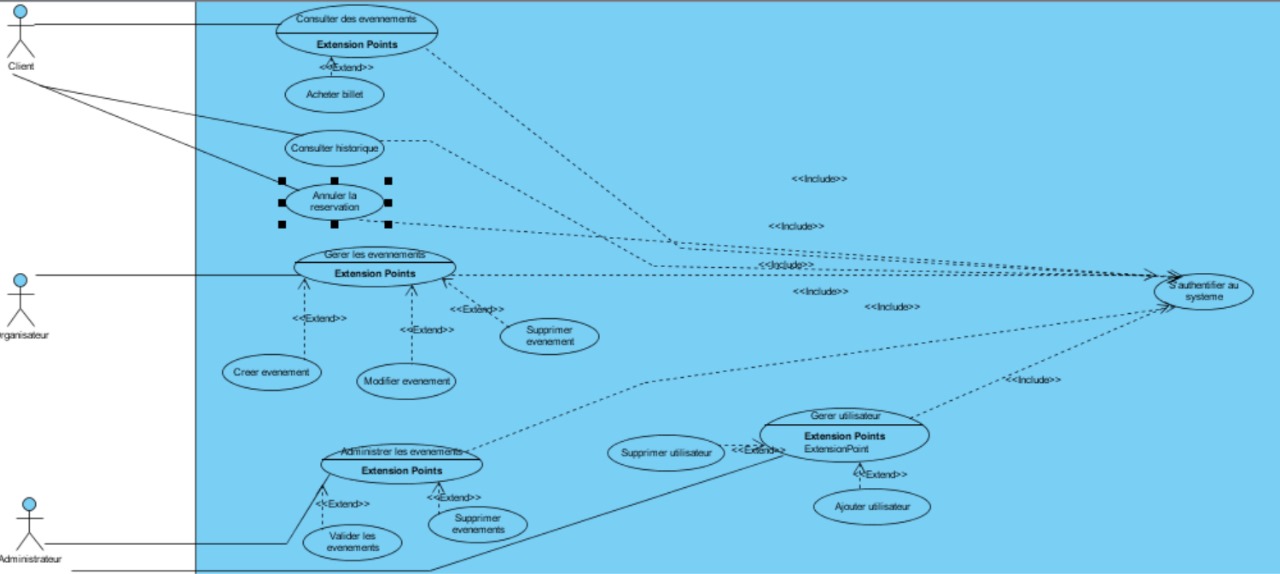 Consulter des evennements
Extension Points
Client
<<Extend>>
Acheter billet
Consulter historique
<<Include>>
Annuler la
reservation
<<Include>>
Gerer les evennements
Extension Points
<<Include>>
S'authentifier au
systeme
<<Include>>
<<Include>>
<<Extend>>
<<Extend>>
<<Extend>>
rganisateur
Supprimer
evenement
Creer evenement
Modifier evenement
<<Include>>
Gerer utilisateur
Extension Points
ExtensionPoint
Supprimer utilisateur
<<Extend>>
Administrer les evenements
Extension Points
<<Extend>>
<<Extend>>
<<Extend>>
Ajouter utilisateur
Supprimer
evenements
Valider les
evenements
Administrateur